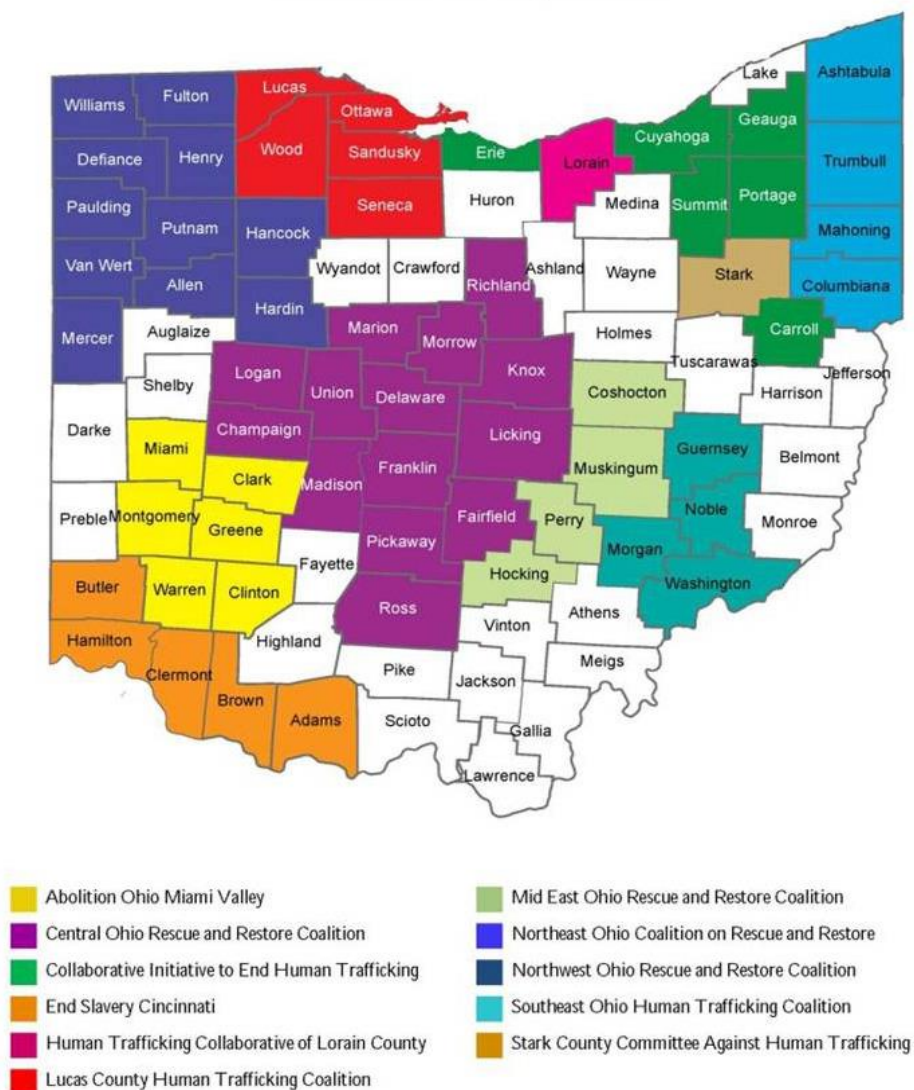 Lake
Ashtabula
Lucas
Fulton
Williams
Ottawa
Geauga
Cuyahoga
Wood
Sandusky
Erie
Lorain
Trumbull
Defiance
Henry
Huron
Medina
Summit
Portage
Seneca
Paulding
Putnam
Hancock
Mahoning
Van Wert
Wyandot
Crawford
Ashland
Wayne
Stark
Columbiana
Allen
Richland
Hardin
Marion
Carroll
Mercer
Auglaize
Morrow
Holmes
Tuscarawas
Jefferson
Logan
Knox
Shelby
Union
Delaware
Coshocton
Harrison
Darke
Champaign
Licking
Miami
Guernsey
Belmont
Clark
Franklin
Muskingum
Madison
Preble
Montgomery
Greene
Fairfield
Perry
Noble
Monroe
Pickaway
Morgan
Fayette
Hocking
Washington
Butler
Warren
Clinton
Ross
Athens
Vinton
Hamilton
Highland
Meigs
Clermont
Pike
Jackson
Brown
Adams
Scioto
Gallia
Lawrence
Abolition Ohio Miami Valley
Central Ohio Rescue and Restore Coalition
Collaborative Initiative to End Human Trafficking
End Slavery Cincinnati
Human Trafficking Collaborative of Lorain County
Lucas County Human Trafficking Coalition
Mid East Ohio Rescue and Restore Coalition
Northeast Ohio Coalition on Rescue and Restore
Northwest Ohio Rescue and Restore Coalition
Southeast Ohio Human Trafficking Coalition
Stark County Committee Against Human Trafficking